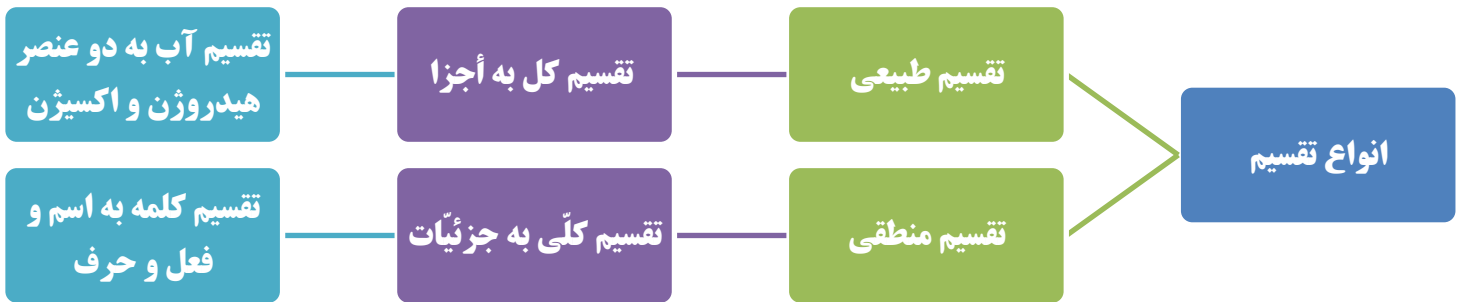 انواع تقسیم
تقسیم طبیعی
تقسیم کل به أجزا
تقسیم آب به دو عنصر
هیدروژن و اکسیژن
تقسیم منطقی
تقسیم کلّی به جزئیّات
تقسیم کلمه به اسم و
فعل و حرف